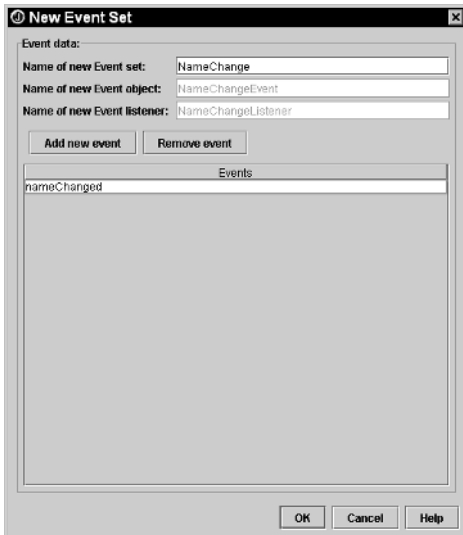 New Event Set
Event data:
Name of new Event set: NameChange
Name of new Event object: NameChangeEvent
Name of new Event listener: NameChangeListener
Add new event Remove event
Events
nameChanged
OK Cancel Help